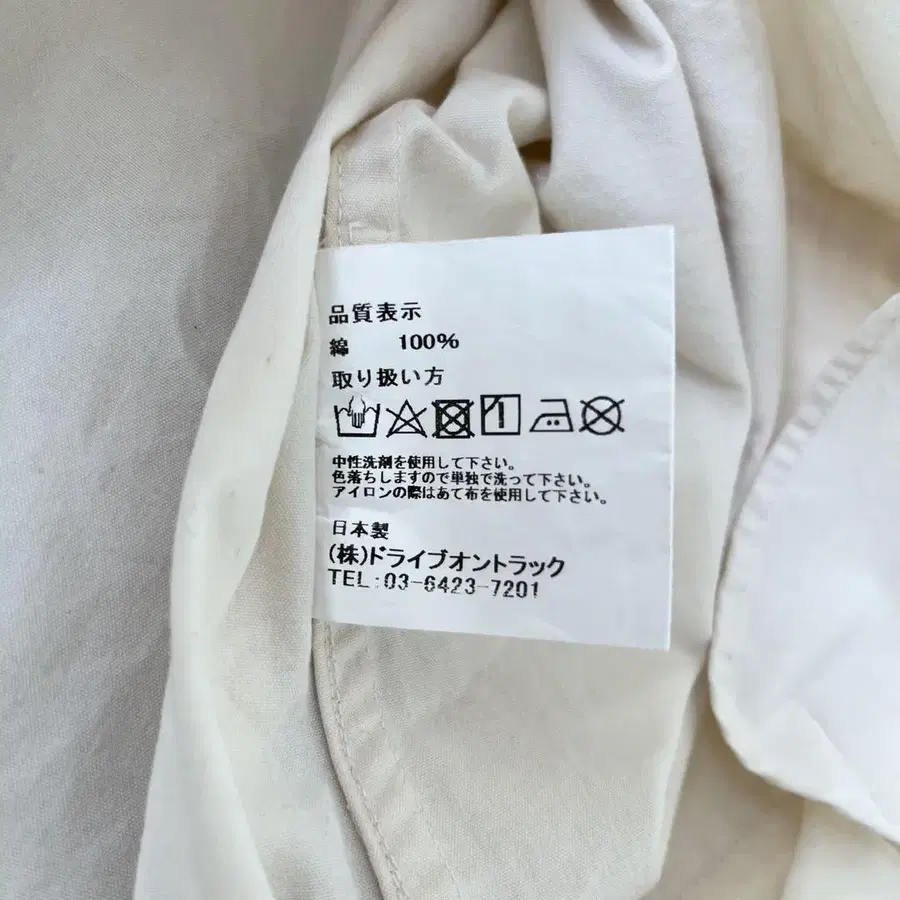 品質表示
綿 100%
取り扱い方
中性洗剤を使用して下さい。
色落ちしますので単独で洗って下さい。
アイロンの際はあて布を使用して下さい。
日本製
(株)ドライブオントラック
TEL:03-6423-7201